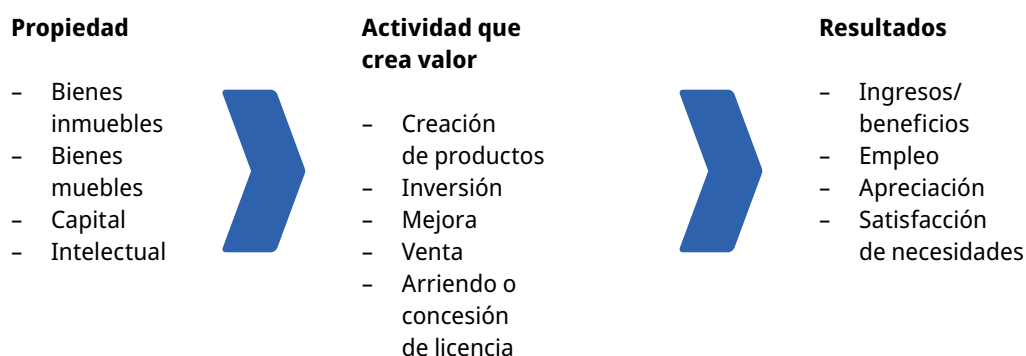 Propiedad
– Bienes
inmuebles
– Bienes
muebles
– Capital
– Intelectual
Actividad que
crea valor
– Creación
de productos
– Inversión
– Mejora
– Venta
– Arriendo o
concesión
de licencia
Resultados
– Ingresos/
beneficios
– Empleo
– Apreciación
– Satisfacción
de necesidades